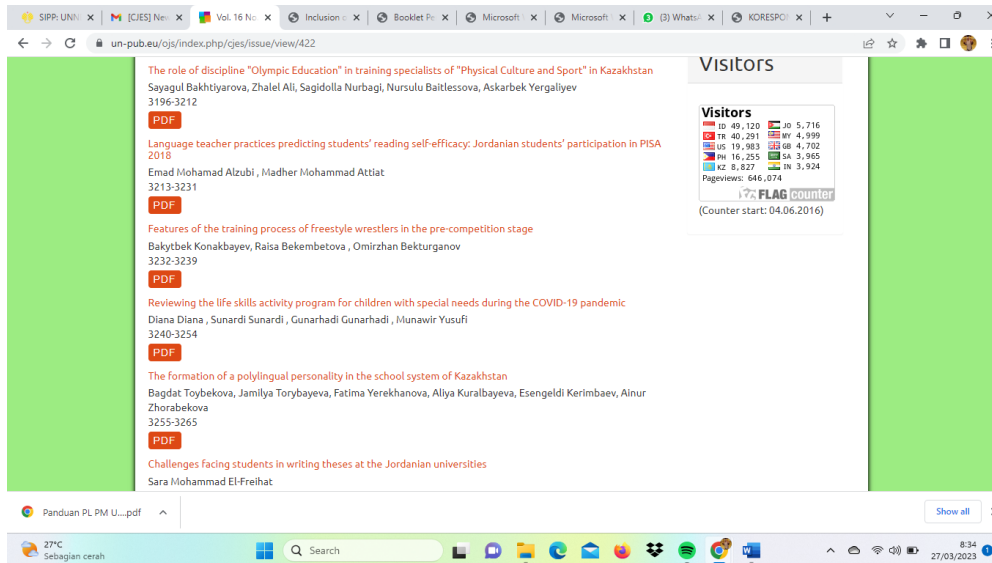 SIPP: UNN
[CJES] Nev
Vol. 16 No
Inclusion o
Booklet Pe
Microsoft
Microsoft
(3) Whats
KORESPO
un-pub.eu/ojs/index.php/cjes/issue/view/422
The role of discipline "Olympic Education" in training specialists of "Physical Culture and Sport" in Kazakhstan
Sayagul Bakhtiyarova, Zhalel Ali, Sagidolla Nurbagi, Nursulu Baitlessova, Askarbek Yergaliyev
3196-3212
PDF
Language teacher practices predicting students' reading self-efficacy: Jordanian students' participation in PISA
2018
Emad Mohamad Alzubi , Madher Mohammad Attiat
3213-3231
PDF
Features of the training process of freestyle wrestlers in the pre-competition stage
Bakytbek Konakbayev, Raisa Bekembetova , Omirzhan Bekturganov
3232-3239
PDF
Reviewing the life skills activity program for children with special needs during the COVID-19 pandemic
Diana Diana , Sunardi Sunardi , Gunarhadi Gunarhadi , Munawir Yusufi
3240-3254
PDF
The formation of a polylingual personality in the school system of Kazakhstan
Bagdat Toybekova, Jamilya Torybayeva, Fatima Yerekhanova, Aliya Kuralbayeva, Esengeldi Kerimbaev, Ainur
Zhorabekova
3255-3265
PDF
Challenges facing students in writing theses at the Jordanian universities
Sara Mohammad El-Freihat
Visitors
Visitors
ID 49,120 JO 5,716
TR 40,291 MY 4,999
US 19,983 GB 4,702
PH 16,255 SA 3,965
KZ 8,827 IN 3,924
Pageviews: 646,074
FLAG counter
(Counter start: 04.06.2016)
Panduan PL PM U....pdf
Show all
27°C
Sebagian cerah
Search
8:34
27/03/2023